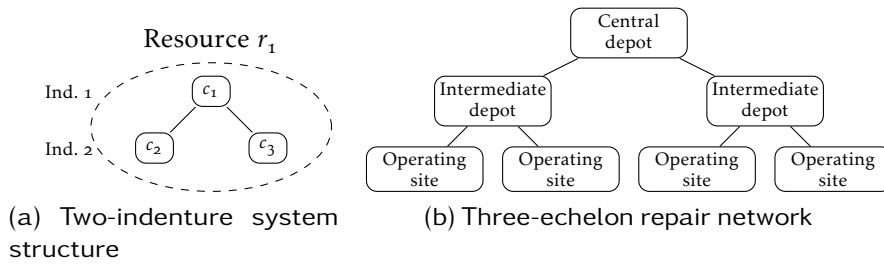 Resource r1
Ind. 1
c1
Ind. 2
c2
c3
(a) Two-indenture system
structure
Central
depot
Intermediate
depot
Intermediate
depot
Operating
site
Operating
site
Operating
site
Operating
site
(b) Three-echelon repair network